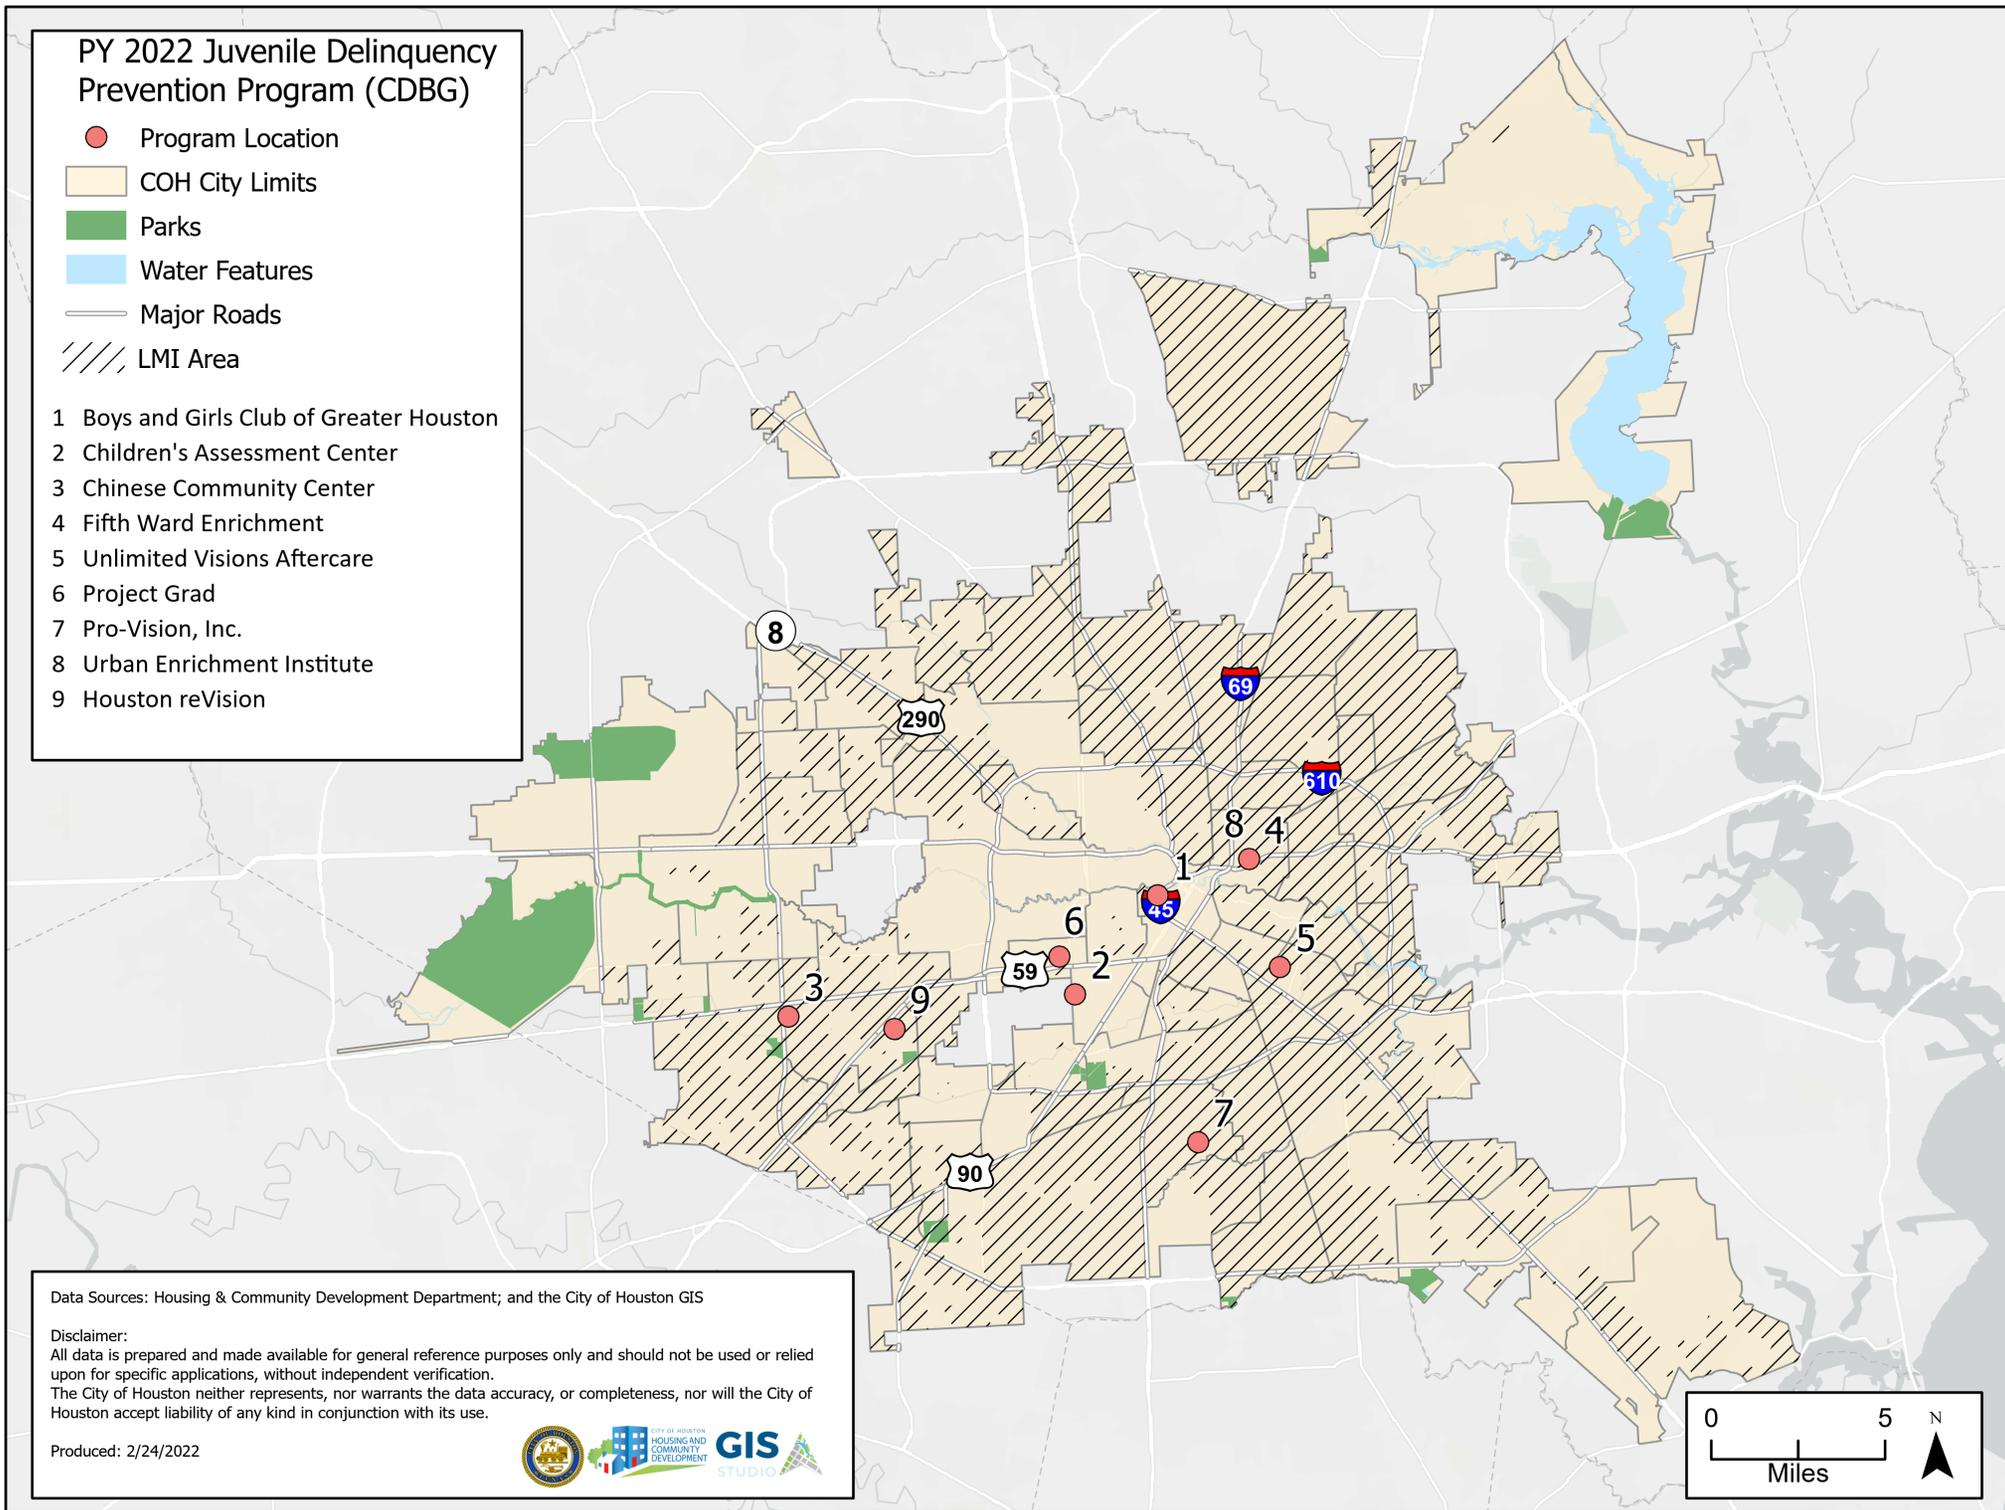 PY 2022 Juvenile Delinquency
Prevention Program (CDBG)
Program Location
COH City Limits
Parks
Water Features
Major Roads
LMI Area
1 Boys and Girls Club of Greater Houston
2 Children's Assessment Center
3 Chinese Community Center
4 Fifth Ward Enrichment
5 Unlimited Visions Aftercare
6 Project Grad
7 Pro-Vision, Inc.
8 Urban Enrichment Institute
9 Houston reVision
8
69
290
610
8
4
1
45
6
5
59
2
3
9
7
90
Data Sources: Housing & Community Development Department; and the City of Houston GIS
Disclaimer:
All data is prepared and made available for general reference purposes only and should not be used or relied
upon for specific applications, without independent verification.
The City of Houston neither represents, nor warrants the data accuracy, or completeness, nor will the City of
Houston accept liability of any kind in conjunction with its use.
Produced: 2/24/2022
CITY OF HOUSTON
HOUSING AND
COMMUNITY
DEVELOPMENT
GIS
STUDIO
0 5
Miles
N